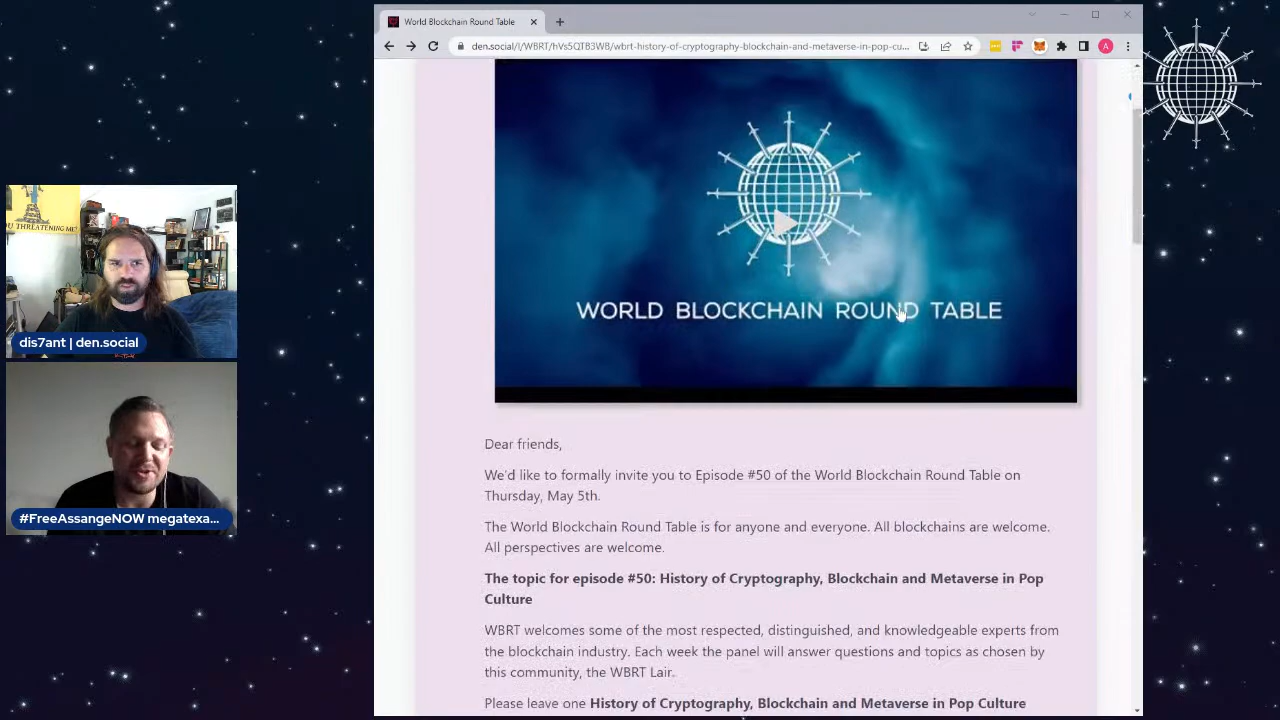 World Blockchain Round Table
den.social/l/WBRT/hVs5QTB3WB/wbrt-history-of-cryptography-blockchain-and-metaverse-in-pop-cu...
A
WORLD BLOCKCHAIN ROUND TABLE
OU THREATENING ME
dis7ant | den.social
#FreeAssangeNOW megatexa...
Dear friends,
We'd like to formally invite you to Episode #50 of the World Blockchain Round Table on
Thursday, May 5th.
The World Blockchain Round Table is for anyone and everyone. All blockchains are welcome.
All perspectives are welcome.
The topic for episode #50: History of Cryptography, Blockchain and Metaverse in Pop
Culture
WBRT welcomes some of the most respected, distinguished, and knowledgeable experts from
the blockchain industry. Each week the panel will answer questions and topics as chosen by
this community, the WBRT Lair.
Please leave one History of Cryptography, Blockchain and Metaverse in Pop Culture